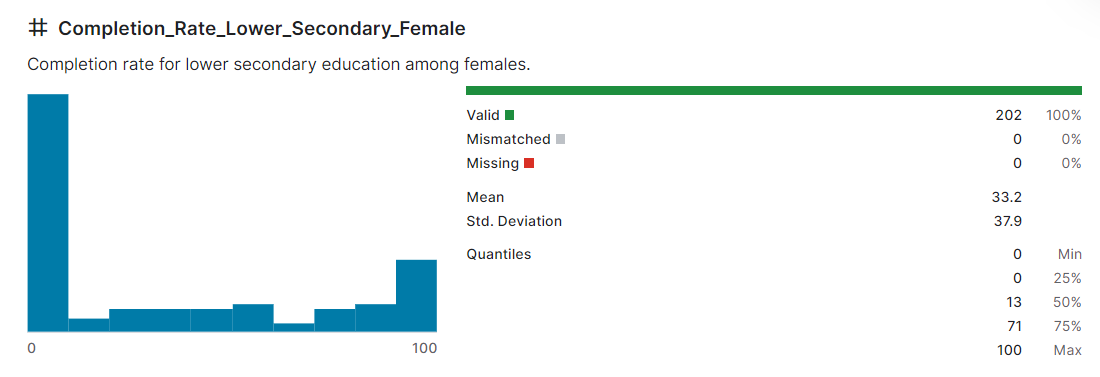 # Completion_Rate_Lower_Secondary_Female
Completion rate for lower secondary education among females.
0 100
Valid 202 100%
Mismatched 0 0%
Missing 0 0%
Mean 33.2
Std. Deviation 37.9
Quantiles 0 Min
0 25%
13 50%
71 75%
100 Max